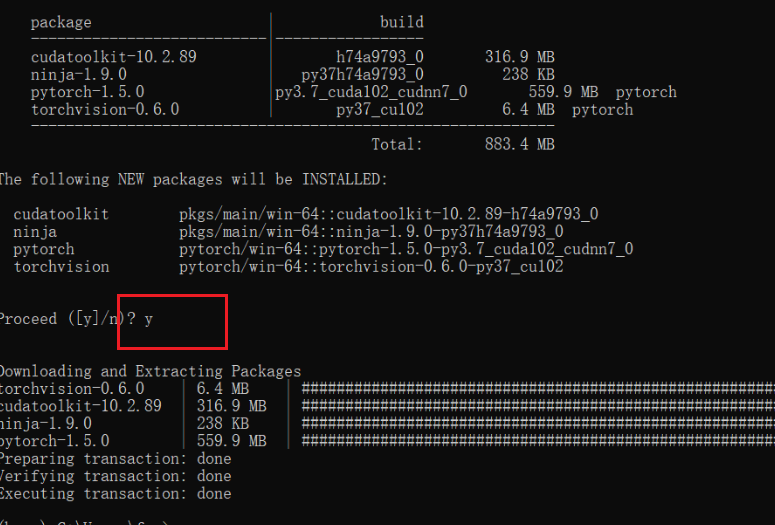 package | build
---------------------------|-----------------
cudatoolkit-10.2.89 | h74a9793_0 316.9 MB
ninja-1.9.0 | py37h74a9793_0 238 KB
pytorch-1.5.0 | py3.7_cuda102_cudnn7_0 559.9 MB pytorch
torchvision-0.6.0 | py37_cu102 6.4 MB pytorch
------------------------------------------------------------
Total: 883.4 MB
The following NEW packages will be INSTALLED:
cudatoolkit pkgs/main/win-64::cudatoolkit-10.2.89-h74a9793_0
ninja pkgs/main/win-64::ninja-1.9.0-py37h74a9793_0
pytorch pytorch/win-64::pytorch-1.5.0-py3.7_cuda102_cudnn7_0
torchvision pytorch/win-64::torchvision-0.6.0-py37_cu102
Proceed ([y]/n)? y
Downloading and Extracting Packages
torchvision-0.6.0 | 6.4 MB | ######################################################
cudatoolkit-10.2.89 | 316.9 MB | ######################################################
ninja-1.9.0 | 238 KB | ######################################################
pytorch-1.5.0 | 559.9 MB | ######################################################
Preparing transaction: done
Verifying transaction: done
Executing transaction: done